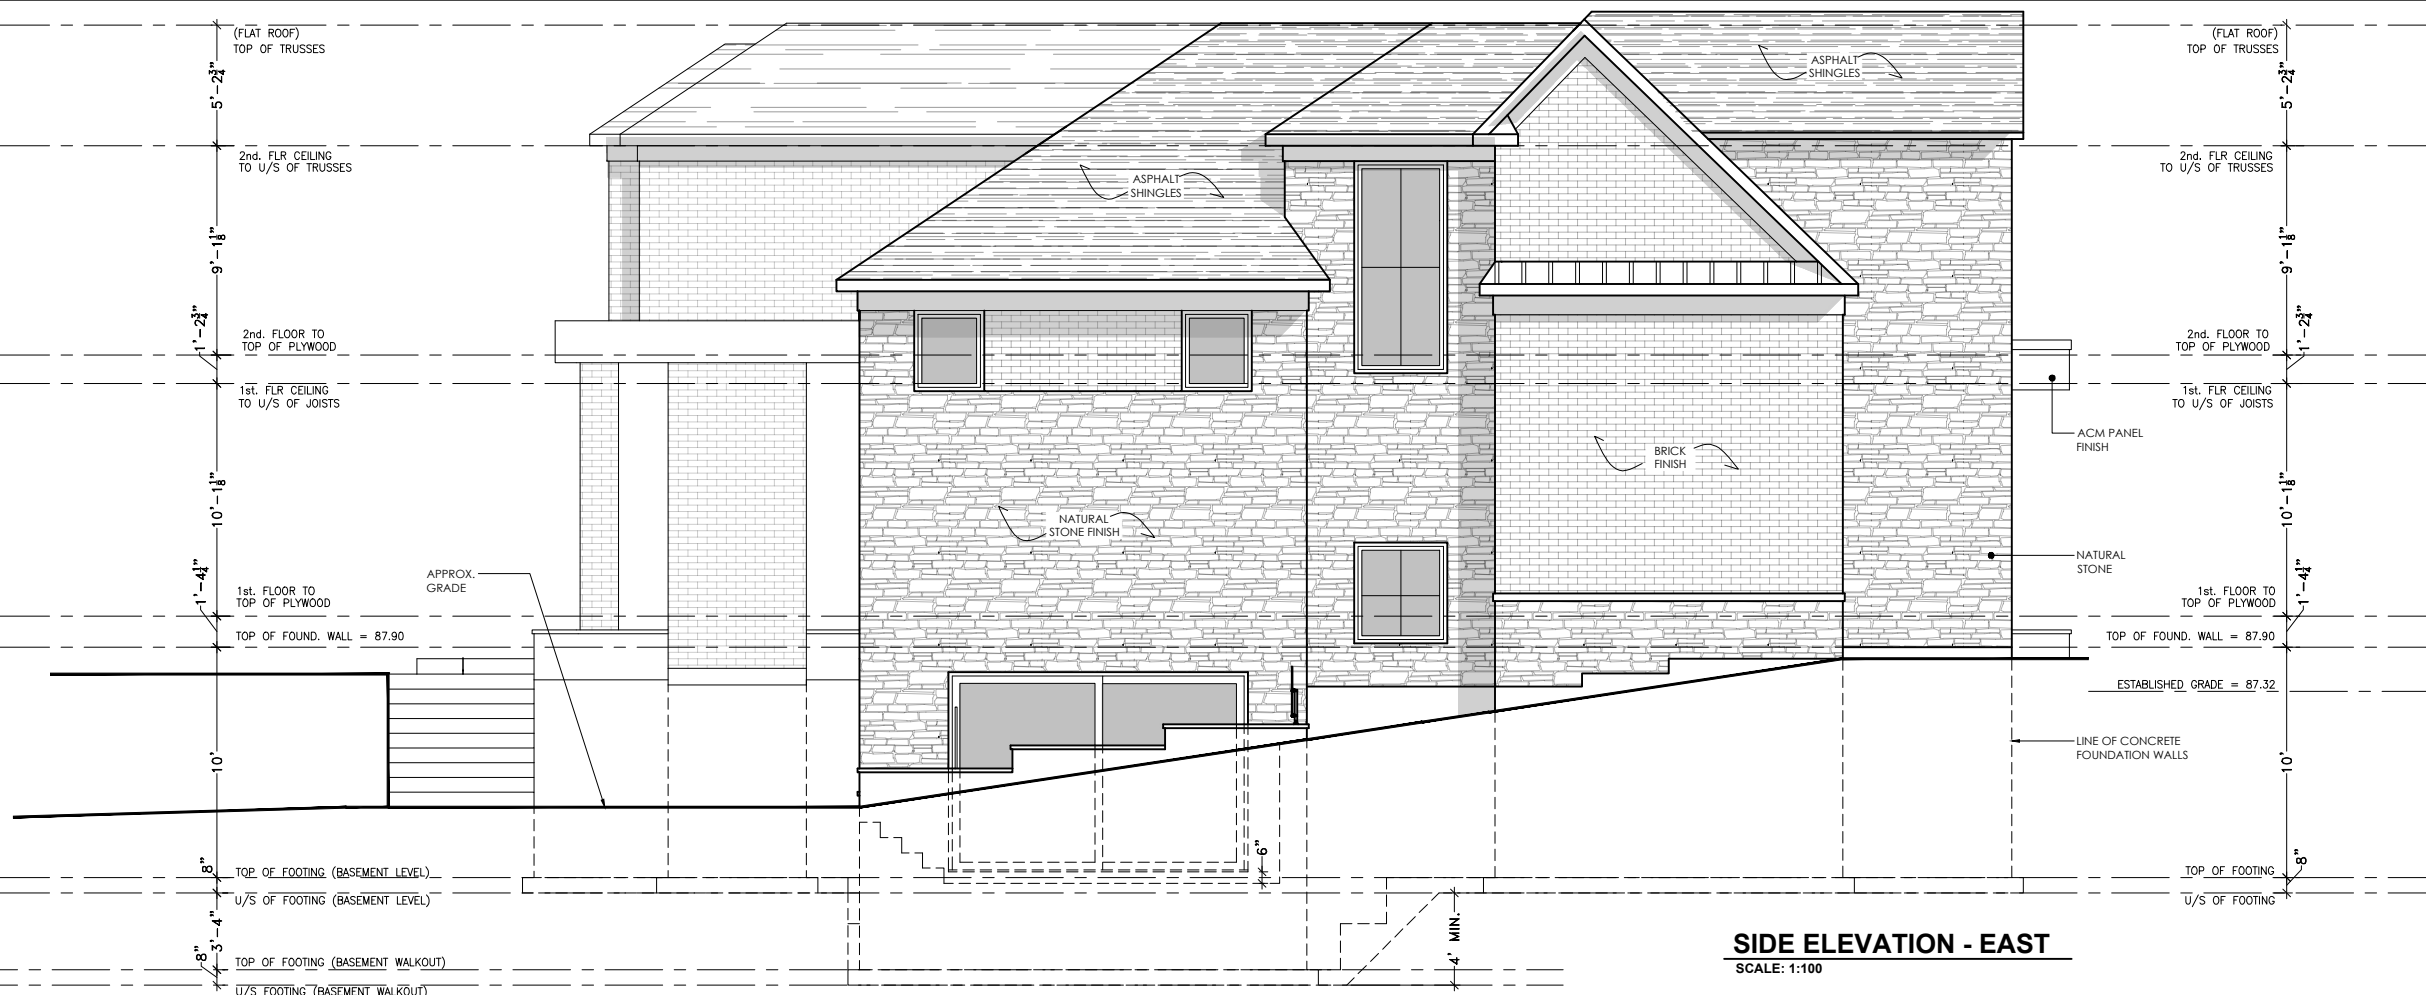 (FLAT ROOF)
TOP OF TRUSSES
5'-2¾"
2nd. FLR CEILING
TO U/S OF TRUSSES
9'-1⅛"
1'-2¾"
2nd. FLOOR TO
TOP OF PLYWOOD
1st. FLR CEILING
TO U/S OF JOISTS
10'-1⅛"
1'-4¼"
1st. FLOOR TO
TOP OF PLYWOOD
TOP OF FOUND. WALL = 87.90
10'
8"
TOP OF FOOTING (BASEMENT LEVEL)
U/S OF FOOTING (BASEMENT LEVEL)
3'-4"
8"
TOP OF FOOTING (BASEMENT WALKOUT)
U/S FOOTING (BASEMENT WALKOUT)
APPROX.
GRADE
ASPHALT
SHINGLES
NATURAL
STONE FINISH
6"
4' MIN.
BRICK
FINISH
ASPHALT
SHINGLES
(FLAT ROOF)
TOP OF TRUSSES
5'-2¾"
2nd. FLR CEILING
TO U/S OF TRUSSES
9'-1⅛"
2nd. FLOOR TO
TOP OF PLYWOOD
1'-2¾"
1st. FLR CEILING
TO U/S OF JOISTS
ACM PANEL
FINISH
10'-1⅛"
NATURAL
STONE
1st. FLOOR TO
TOP OF PLYWOOD
1'-4¼"
TOP OF FOUND. WALL = 87.90
ESTABLISHED GRADE = 87.32
LINE OF CONCRETE
FOUNDATION WALLS
10'
TOP OF FOOTING
8"
U/S OF FOOTING
SIDE ELEVATION - EAST
SCALE: 1:100